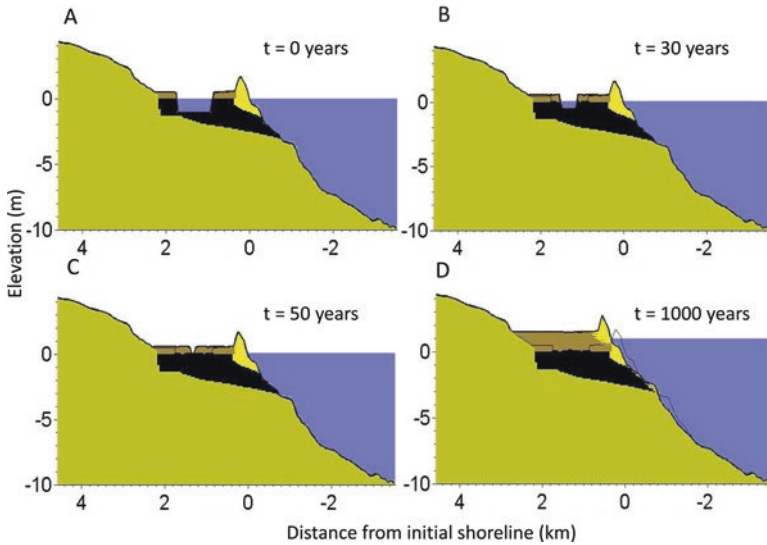 A
t = 0 years
0
-5
-10
4 2 0 -2
B
t = 30 years
0
-5
-10
4 2 0 -2
C
t = 50 years
0
-5
-10
4 2 0 -2
D
t = 1000 years
0
-5
-10
4 2 0 -2
Elevation (m)
Distance from initial shoreline (km)